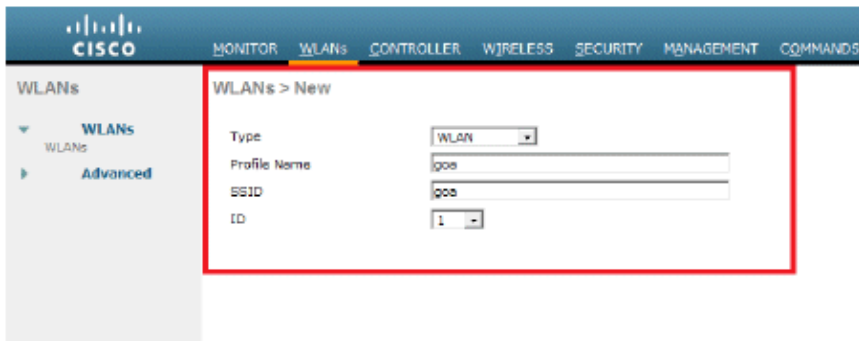 CISCO
MONITOR WLANs CONTROLLER WIRELESS SECURITY MANAGEMENT COMMANDS
WLANs
WLANs
WLANs
Advanced
WLANs > New
Type WLAN
Profile Name goa
SSID goa
ID 1